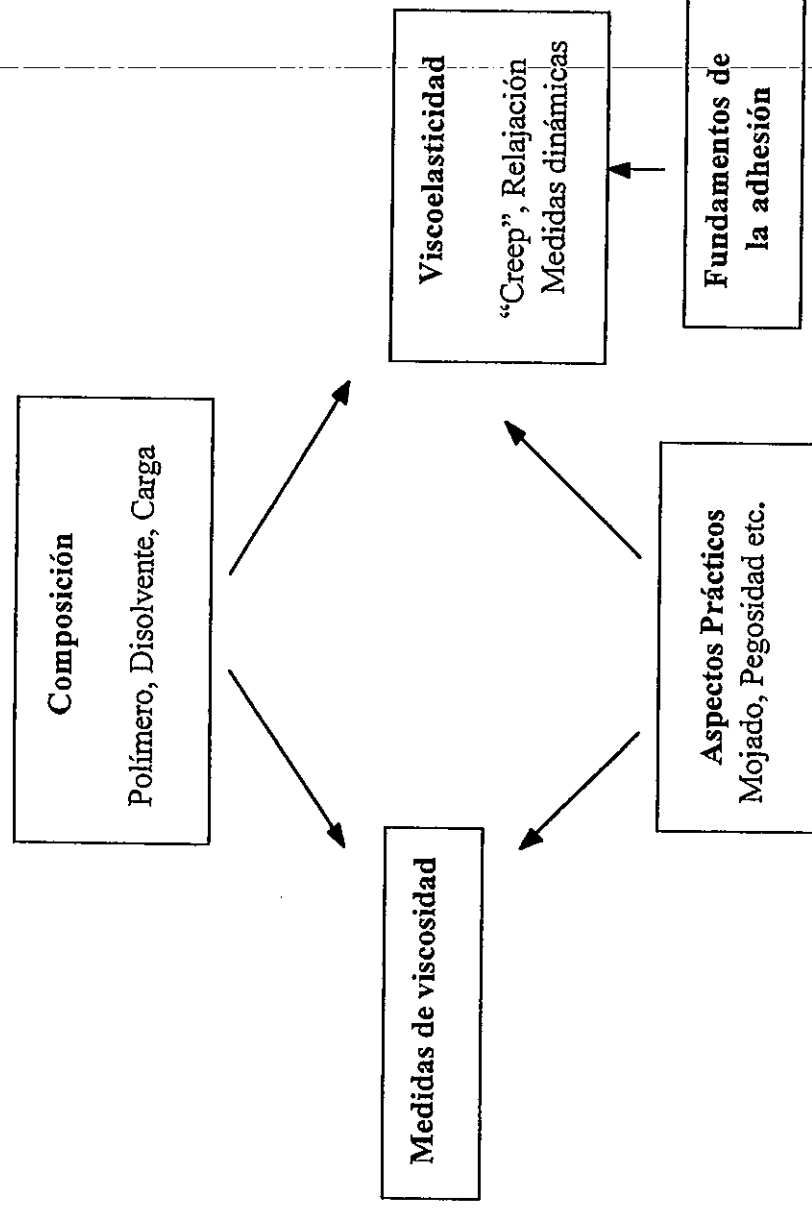 Composición
Polímero, Disolvente, Carga
Medidas de viscosidad
Viscoelasticidad
“Creep”, Relajación
Medidas dinámicas
Aspectos Prácticos
Mojado, Pegosidad etc.
Fundamentos de
la adhesión